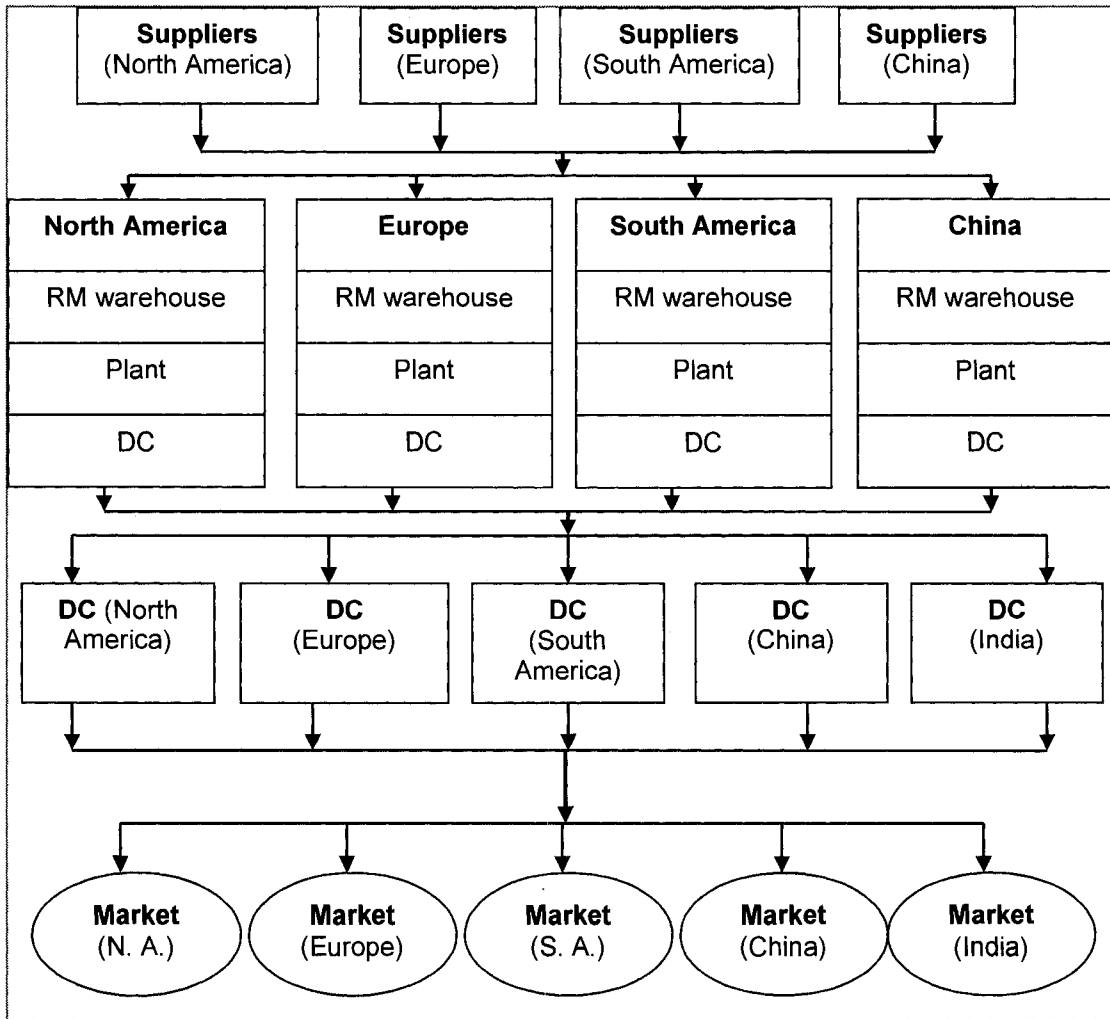 Suppliers
(North America)
Suppliers
(Europe)
Suppliers
(South America)
Suppliers
(China)
North America
RM warehouse
Plant
DC
Europe
RM warehouse
Plant
DC
South America
RM warehouse
Plant
DC
China
RM warehouse
Plant
DC
DC (North
America)
DC
(Europe)
DC
(South
America)
DC
(China)
DC
(India)
Market
(N. A.)
Market
(Europe)
Market
(S. A.)
Market
(China)
Market
(India)